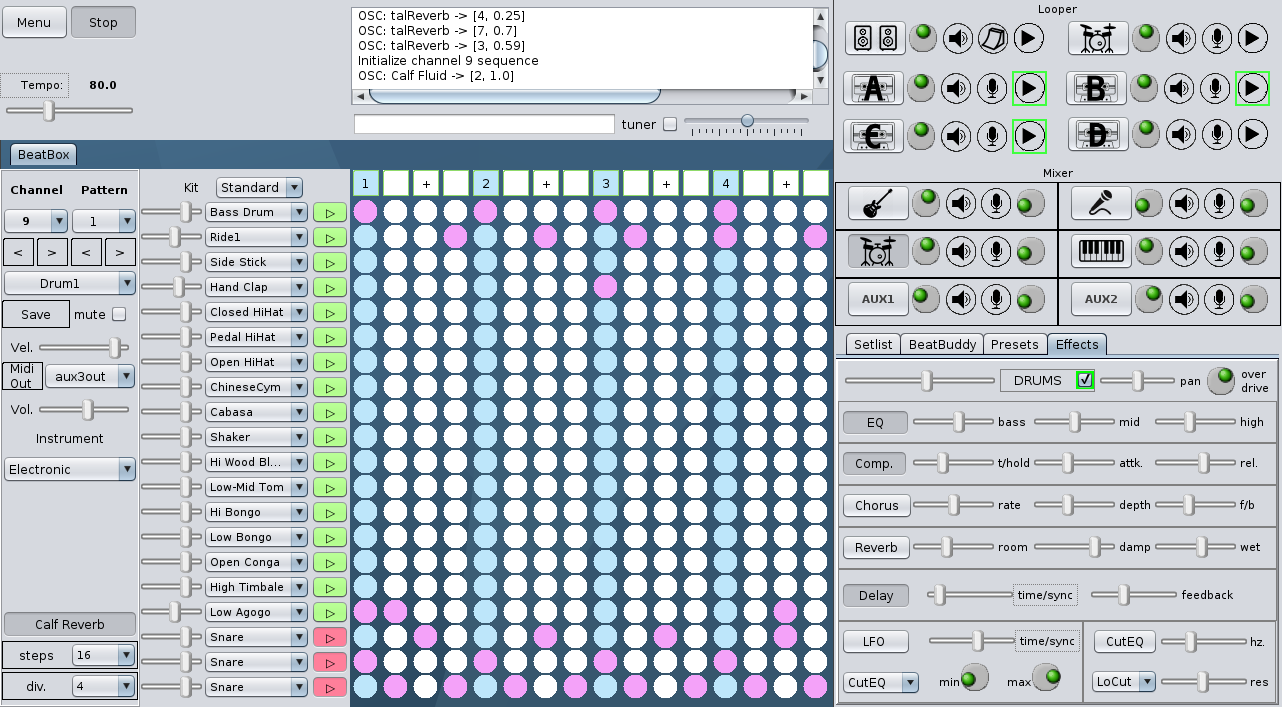 Menu Stop
Tempo: 80.0
OSC: talReverb -> [4, 0.25]
OSC: talReverb -> [7, 0.7]
OSC: talReverb -> [3, 0.59]
Initialize channel 9 sequence
OSC: Calf Fluid -> [2, 1.0]
tuner
BeatBox
Channel Pattern
9 1
< > < >
Drum1
Save mute
Vel.
Midi
Out
aux3out
Vol.
Instrument
Electronic
Calf Reverb
steps 16
div. 4
Kit Standard
1 + 2 + 3 + 4 +
Bass Drum
Ride1
Side Stick
Hand Clap
Closed HiHat
Pedal HiHat
Open HiHat
ChineseCym
Cabasa
Shaker
Hi Wood Bl...
Low-Mid Tom
Hi Bongo
Low Bongo
Open Conga
High Timbale
Low Agogo
Snare
Snare
Snare
Looper
A B
C D
Mixer
AUX1 AUX2
Setlist BeatBuddy Presets Effects
DRUMS pan over
drive
EQ bass mid high
Comp. t/hold attk. rel.
Chorus rate depth f/b
Reverb room damp wet
Delay time/sync feedback
LFO time/sync CutEQ hz.
CutEQ min max LoCut res